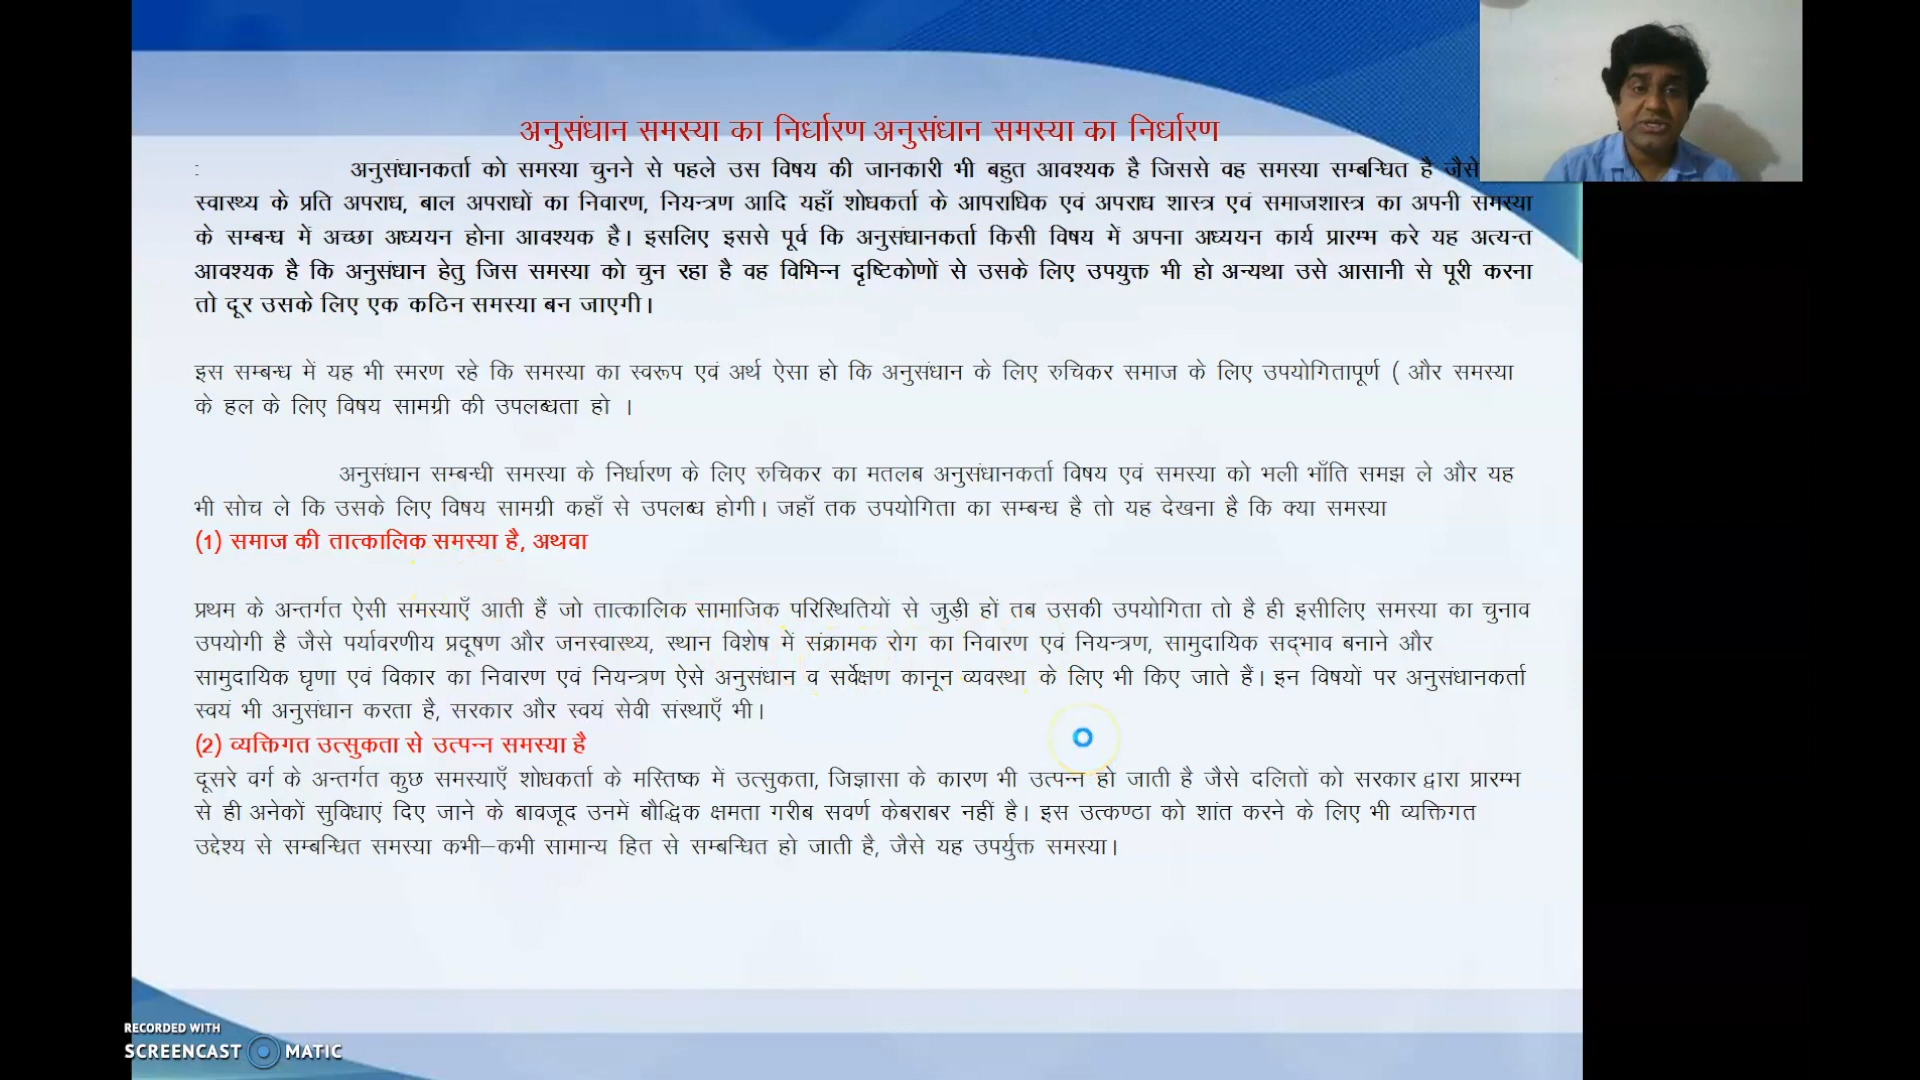 अनुसंधान समस्या का निर्धारण अनुसंधान समस्या का निर्धारण
: अनुसंधानकर्ता को समस्या चुनने से पहले उस विषय की जानकारी भी बहुत आवश्यक है जिससे वह समस्या सम्बन्धित है जैसे
स्वास्थ्य के प्रति अपराध, बाल अपराधों का निवारण, नियन्त्रण आदि यहाँ शोधकर्ता के आपराधिक एवं अपराध शास्त्र एवं समाजशास्त्र का अपनी समस्या
के सम्बन्ध में अच्छा अध्ययन होना आवश्यक है। इसलिए इससे पूर्व कि अनुसंधानकर्ता किसी विषय में अपना अध्ययन कार्य प्रारम्भ करे यह अत्यन्त
आवश्यक है कि अनुसंधान हेतु जिस समस्या को चुन रहा है वह विभिन्न दृष्टिकोणों से उसके लिए उपयुक्त भी हो अन्यथा उसे आसानी से पूरी करना
तो दूर उसके लिए एक कठिन समस्या बन जाएगी।
इस सम्बन्ध में यह भी स्मरण रहे कि समस्या का स्वरूप एवं अर्थ ऐसा हो कि अनुसंधान के लिए रुचिकर समाज के लिए उपयोगितापूर्ण ( और समस्या
के हल के लिए विषय सामग्री की उपलब्धता हो ।
अनुसंधान सम्बन्धी समस्या के निर्धारण के लिए रुचिकर का मतलब अनुसंधानकर्ता विषय एवं समस्या को भली भाँति समझ ले और यह
भी सोच ले कि उसके लिए विषय सामग्री कहाँ से उपलब्ध होगी। जहाँ तक उपयोगिता का सम्बन्ध है तो यह देखना है कि क्या समस्या
(1) समाज की तात्कालिक समस्या है, अथवा
प्रथम के अन्तर्गत ऐसी समस्याएँ आती हैं जो तात्कालिक सामाजिक परिस्थितियों से जुड़ी हों तब उसकी उपयोगिता तो है ही इसीलिए समस्या का चुनाव
उपयोगी है जैसे पर्यावरणीय प्रदूषण और जनस्वास्थ्य, स्थान विशेष में संक्रामक रोग का निवारण एवं नियन्त्रण, सामुदायिक सद्भाव बनाने और
सामुदायिक घृणा एवं विकार का निवारण एवं नियन्त्रण ऐसे अनुसंधान व सर्वेक्षण कानून व्यवस्था के लिए भी किए जाते हैं। इन विषयों पर अनुसंधानकर्ता
स्वयं भी अनुसंधान करता है, सरकार और स्वयं सेवी संस्थाएँ भी।
(2) व्यक्तिगत उत्सुकता से उत्पन्न समस्या है
दूसरे वर्ग के अन्तर्गत कुछ समस्याएँ शोधकर्ता के मस्तिष्क में उत्सुकता, जिज्ञासा के कारण भी उत्पन्न हो जाती है जैसे दलितों को सरकार द्वारा प्रारम्भ
से ही अनेकों सुविधाएं दिए जाने के बावजूद उनमें बौद्धिक क्षमता गरीब सवर्ण केबराबर नहीं है। इस उत्कण्ठा को शांत करने के लिए भी व्यक्तिगत
उद्देश्य से सम्बन्धित समस्या कभी–कभी सामान्य हित से सम्बन्धित हो जाती है, जैसे यह उपर्युक्त समस्या।
RECORDED WITH
SCREENCAST MATIC